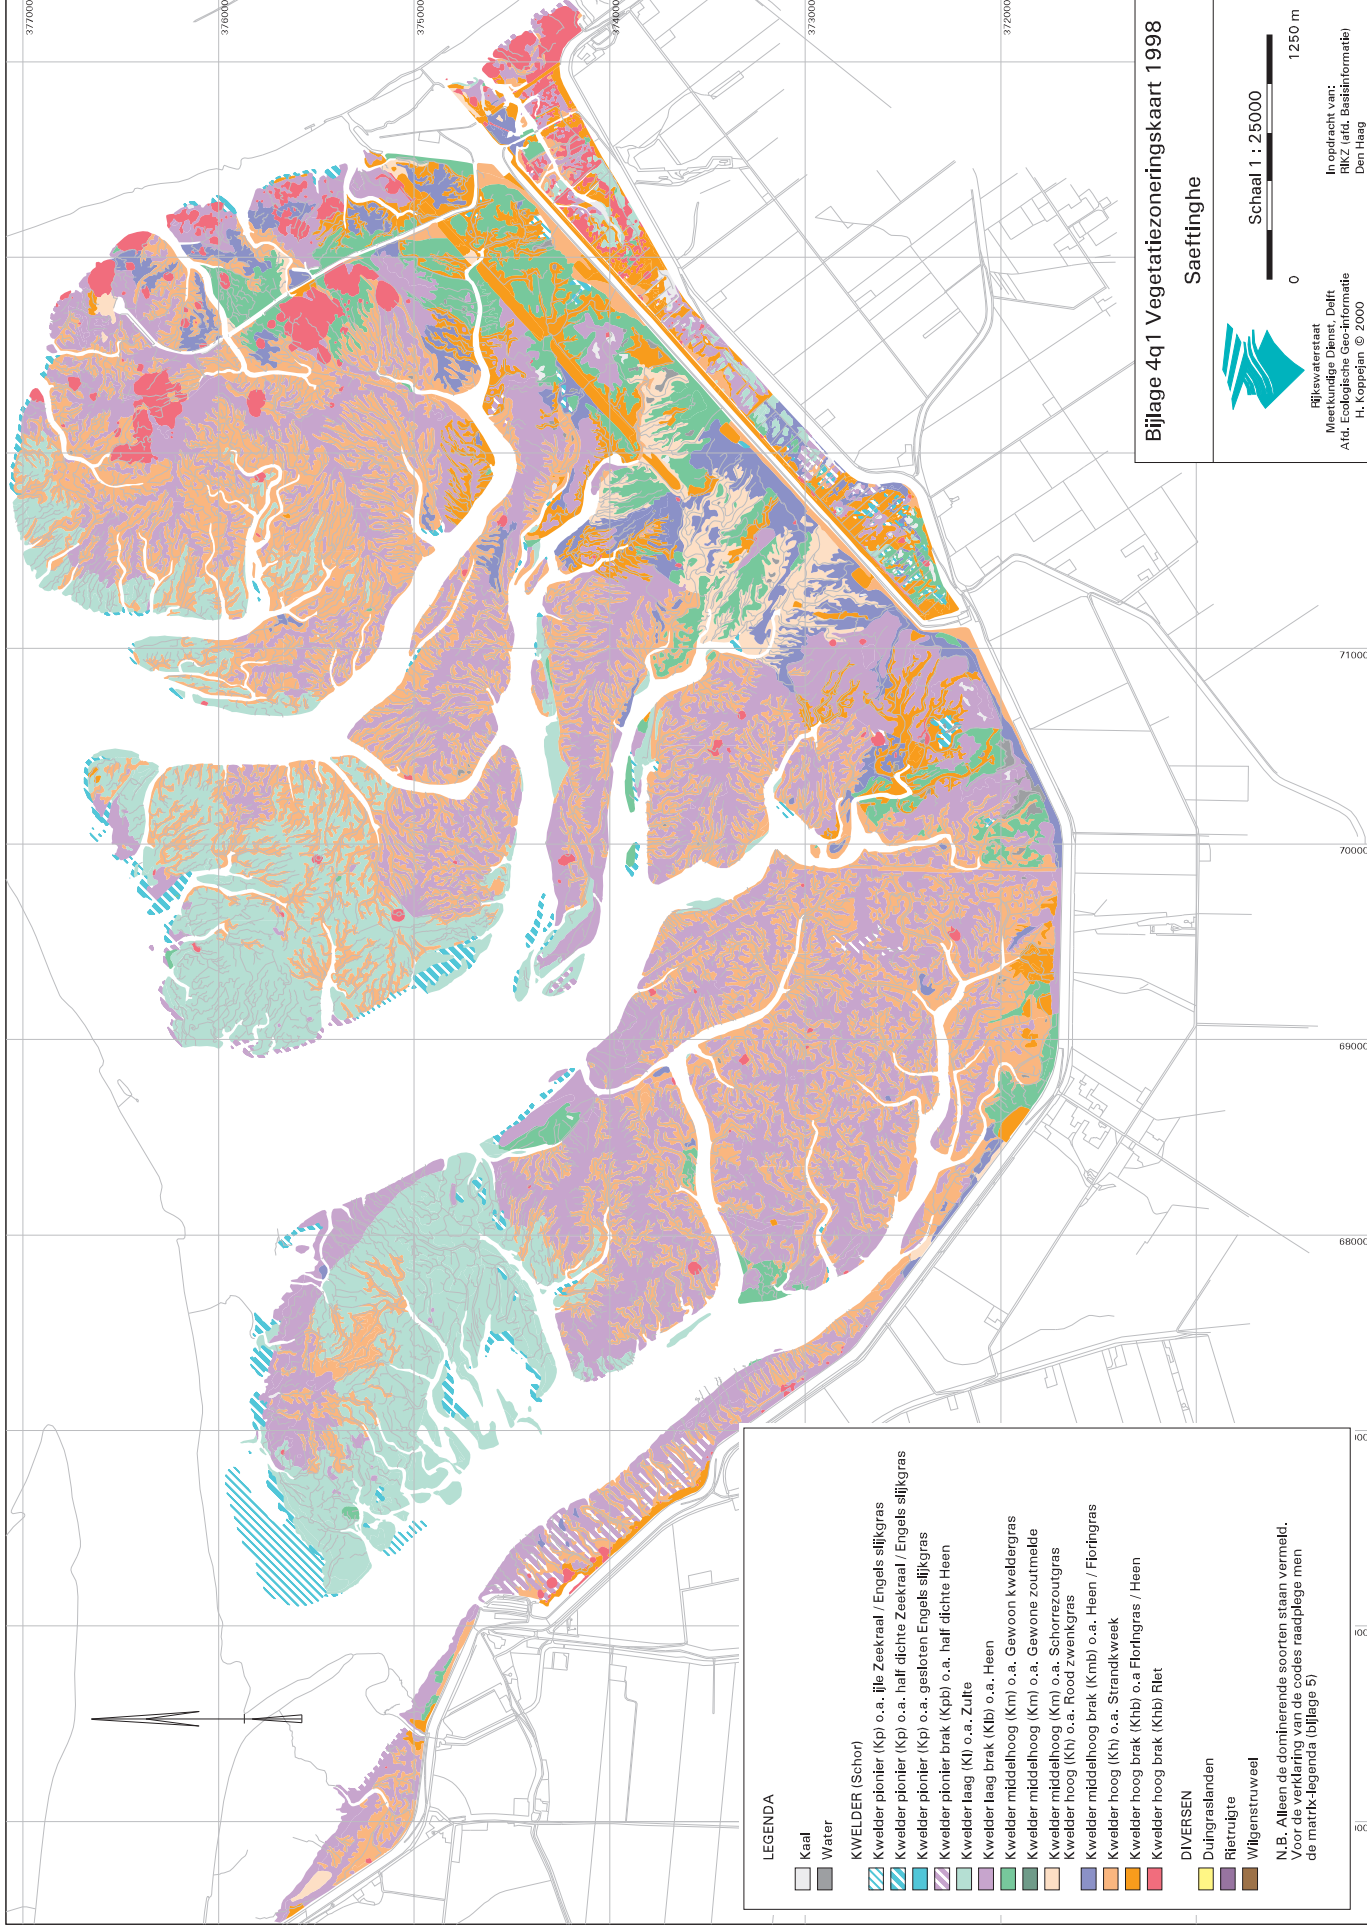 Bijlage 4q1 Vegetatiezoneringskaart 1998
Saeftinghe
Schaal 1 : 25000
0
1250 m
Rijkswaterstaat
Meetkundige Dienst, Delft
Afd. Ecologische Geo-informatie
H. Koppejan © 2000
In opdracht van:
RIKZ (afd. Basisinformatie)
Den Haag
377000
376000
375000
374000
373000
372000
71000
70000
69000
68000
LEGENDA
Kaal
Water
KWELDER (Schor)
Kwelder pionier (Kp) o.a. ijle Zeekraal / Engels slijkgras
Kwelder pionier (Kp) o.a. half dichte Zeekraal / Engels slijkgras
Kwelder pionier (Kp) o.a. gesloten Engels slijkgras
Kwelder pionier brak (Kpb) o.a. half dichte Heen
Kwelder laag (Kl) o.a. Zulte
Kwelder laag brak (Klb) o.a. Heen
Kwelder middelhoog (Km) o.a. Gewoon kweldergras
Kwelder middelhoog (Km) o.a. Gewone zoutmelde
Kwelder middelhoog (Km) o.a. Schorrezoutgras
Kwelder hoog (Kh) o.a. Rood zwenkgras
Kwelder middelhoog brak (Kmb) o.a. Heen / Fioringras
Kwelder hoog (Kh) o.a. Strandkweek
Kwelder hoog brak (Khb) o.a Fioringras / Heen
Kwelder hoog brak (Khb) Riet
DIVERSEN
Duingraslanden
Rietruigte
Wilgenstruweel
N.B. Alleen de dominerende soorten staan vermeld.
Voor de verklaring van de codes raadplege men
de matrix-legenda (bijlage 5)